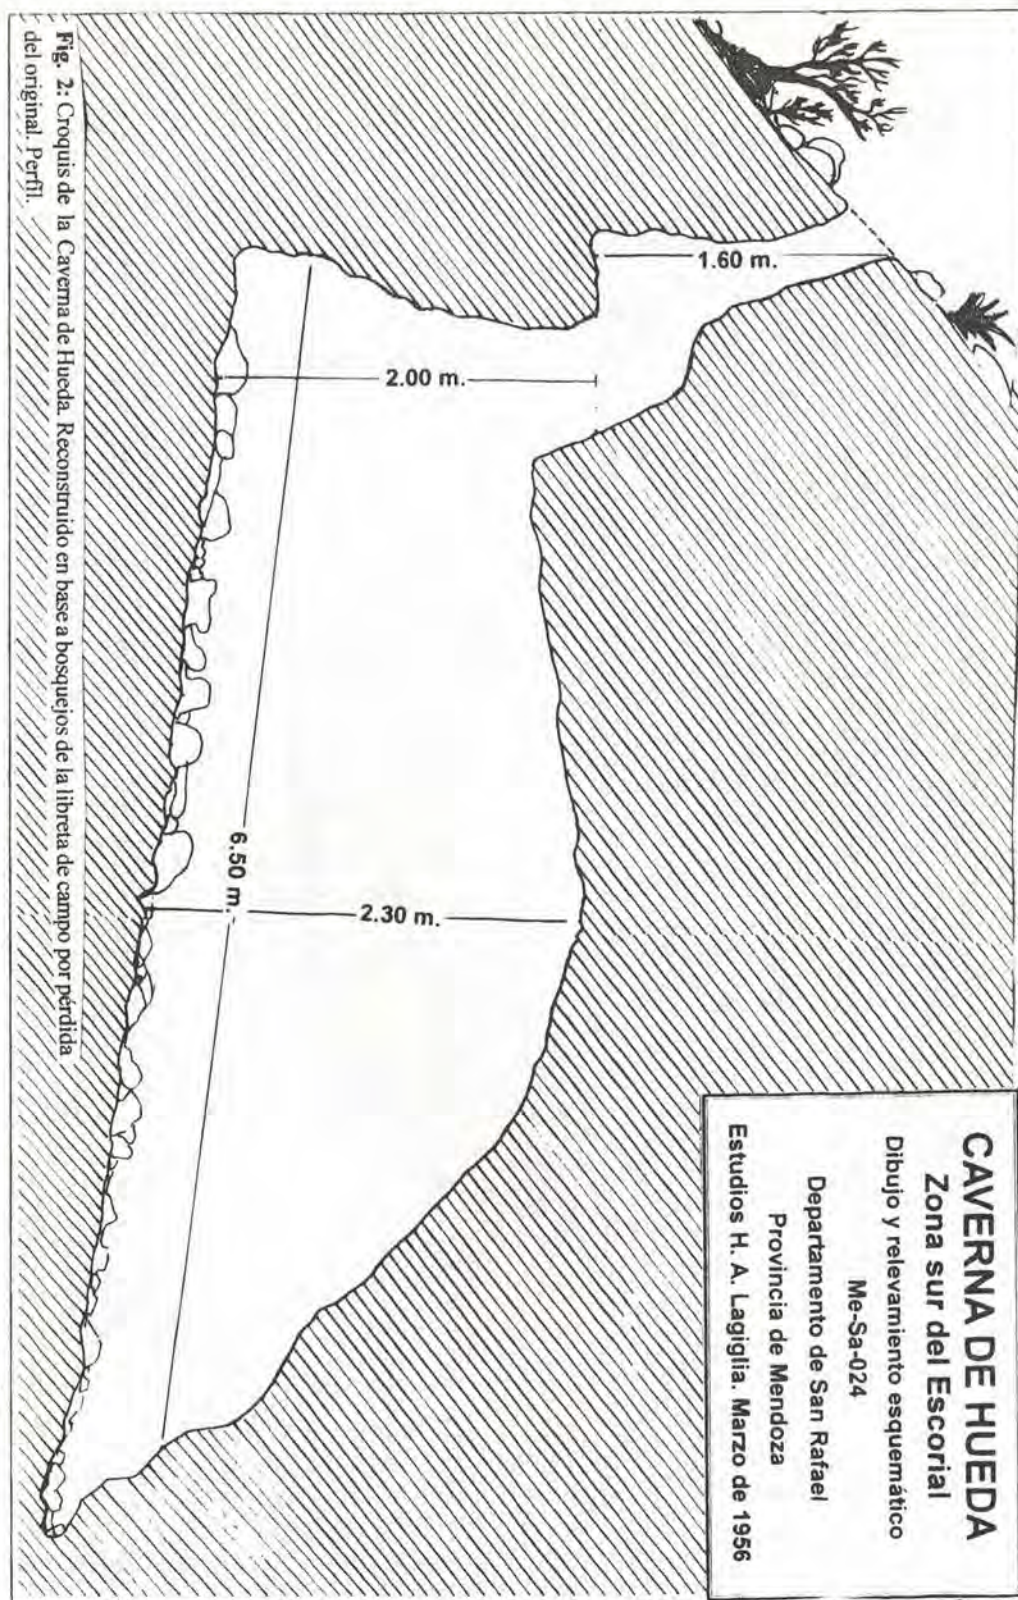 CAVERNA DE HUEDA
Zona sur del Escorial
Dibujo y relevamiento esquemático
Me-Sa-024
Departamento de San Rafael
Provincia de Mendoza
Estudios H. A. Lagiglia. Marzo de 1956
1.60 m.
2.00 m.
2.30 m.
6.50 m.
Fig. 2: Croquis de la Caverna de Hueda. Reconstruido en base a bosquejos de la libreta de campo por pérdida
del original. Perfil.